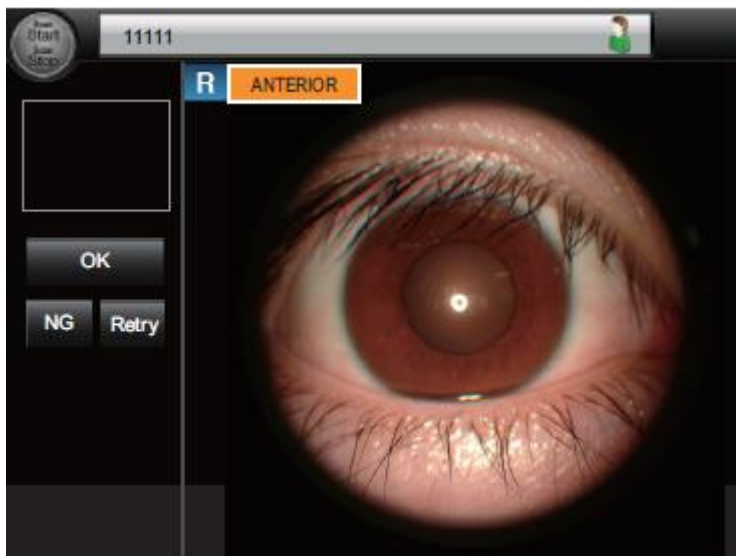 Start
Stop
11111
R
ANTERIOR
OK
NG
Retry